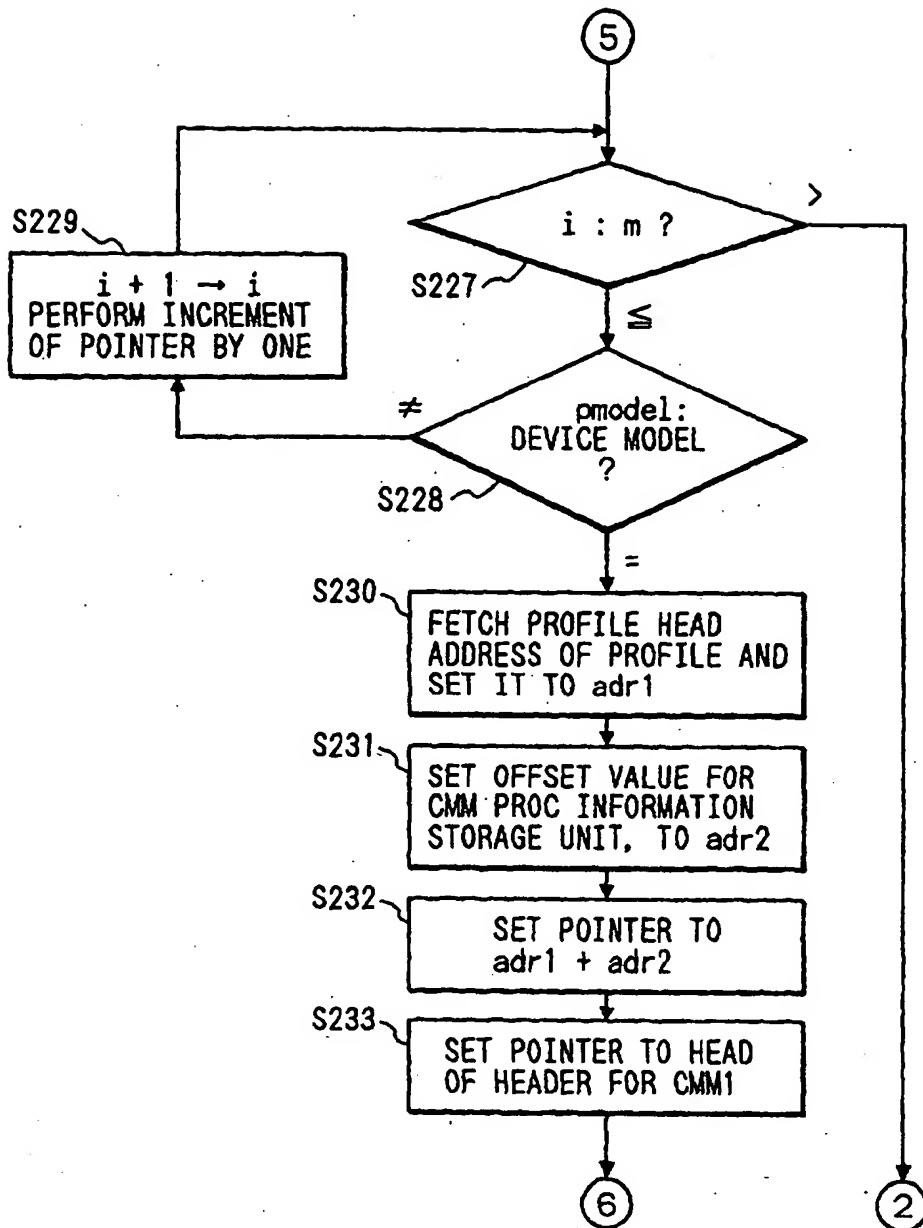 5
S229
i + 1 → i
PERFORM INCREMENT
OF POINTER BY ONE
i : m ?
>
S227
≦
≠
pmodel:
DEVICE MODEL
?
S228
=
S230
FETCH PROFILE HEAD
ADDRESS OF PROFILE AND
SET IT TO adr1
S231
SET OFFSET VALUE FOR
CMM PROC INFORMATION
STORAGE UNIT, TO adr2
S232
SET POINTER TO
adr1 + adr2
S233
SET POINTER TO HEAD
OF HEADER FOR CMM1
6
2